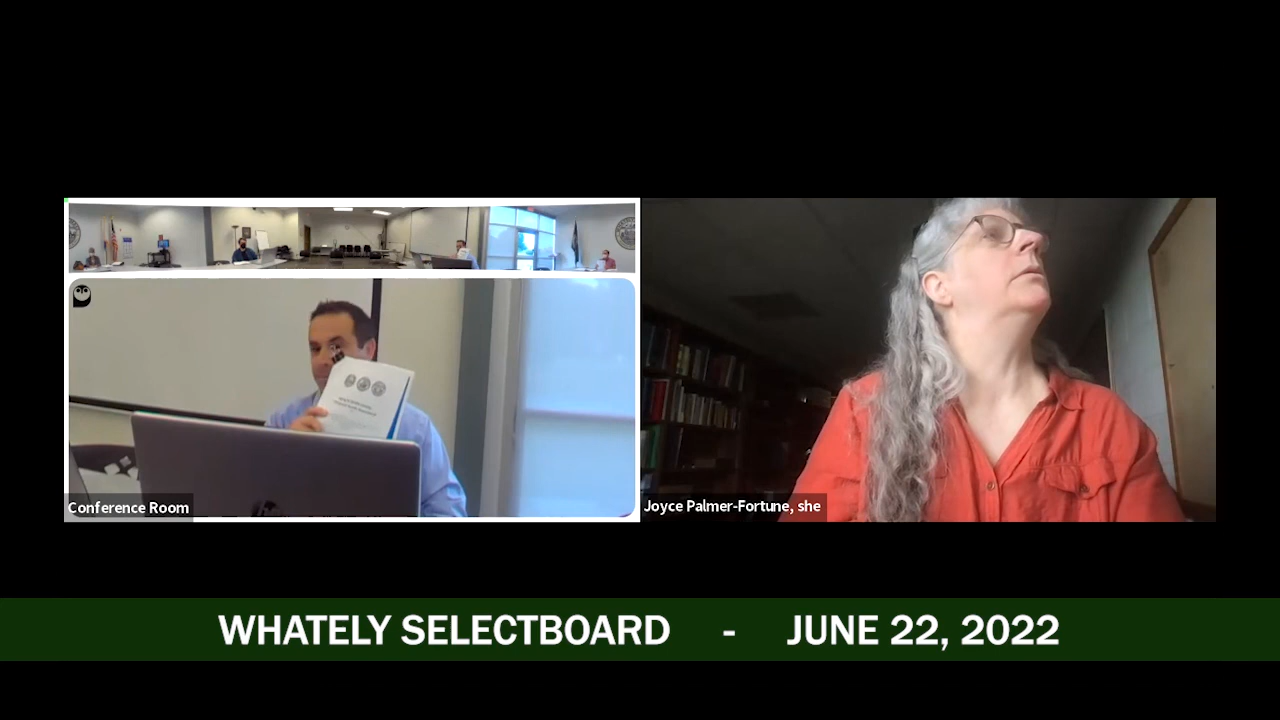 Conference Room
Joyce Palmer-Fortune, she
WHATELY SELECTBOARD - JUNE 22, 2022